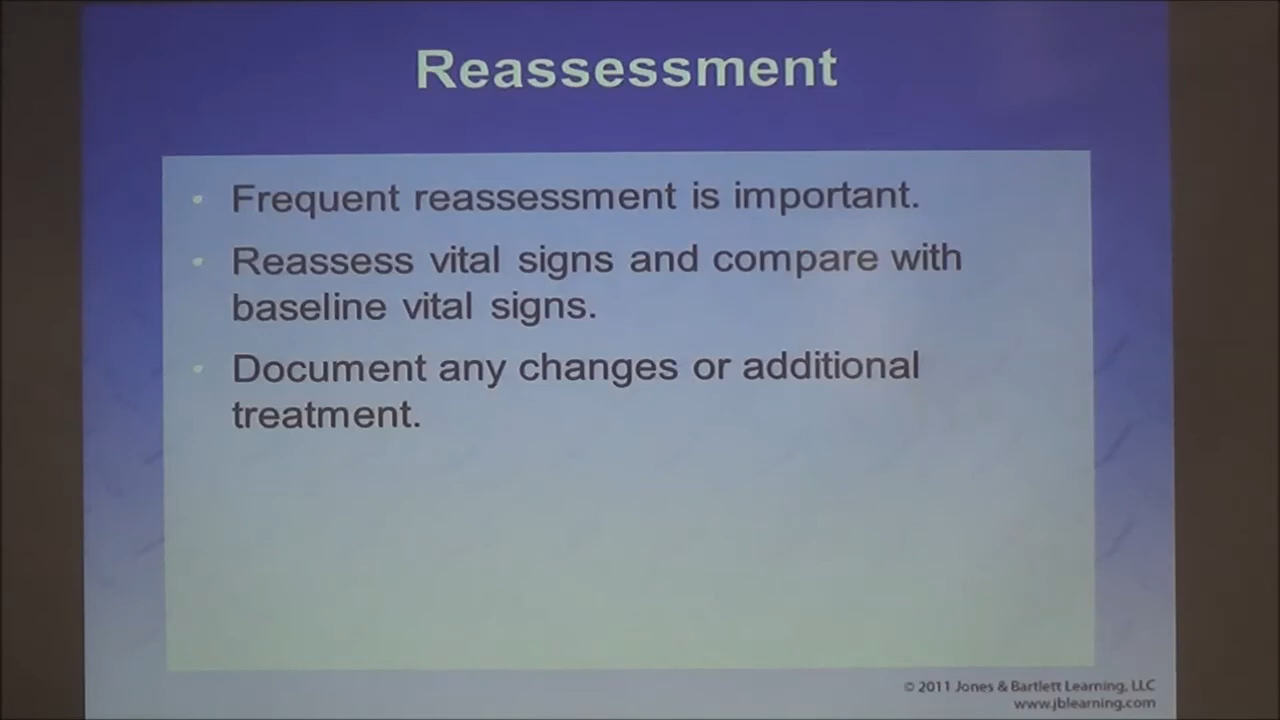 Reassessment
• Frequent reassessment is important.
• Reassess vital signs and compare with
baseline vital signs.
• Document any changes or additional
treatment.
© 2011 Jones & Bartlett Learning, LLC
www.jblearning.com